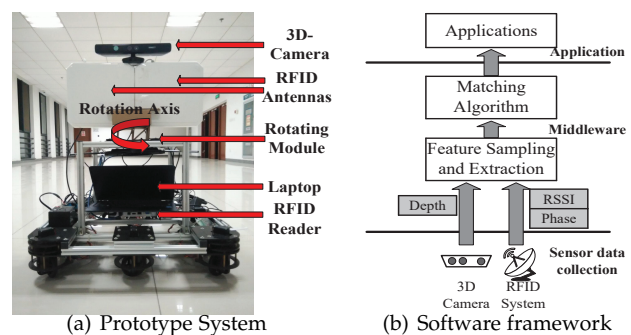 3D-
Camera
RFID
Antennas
Rotation Axis
Rotating
Module
Laptop
RFID
Reader
(a) Prototype System
Applications
Application
Matching
Algorithm
Middleware
Feature Sampling
and Extraction
Depth
RSSI
Phase
Sensor data
collection
3D
Camera
RFID
System
(b) Software framework